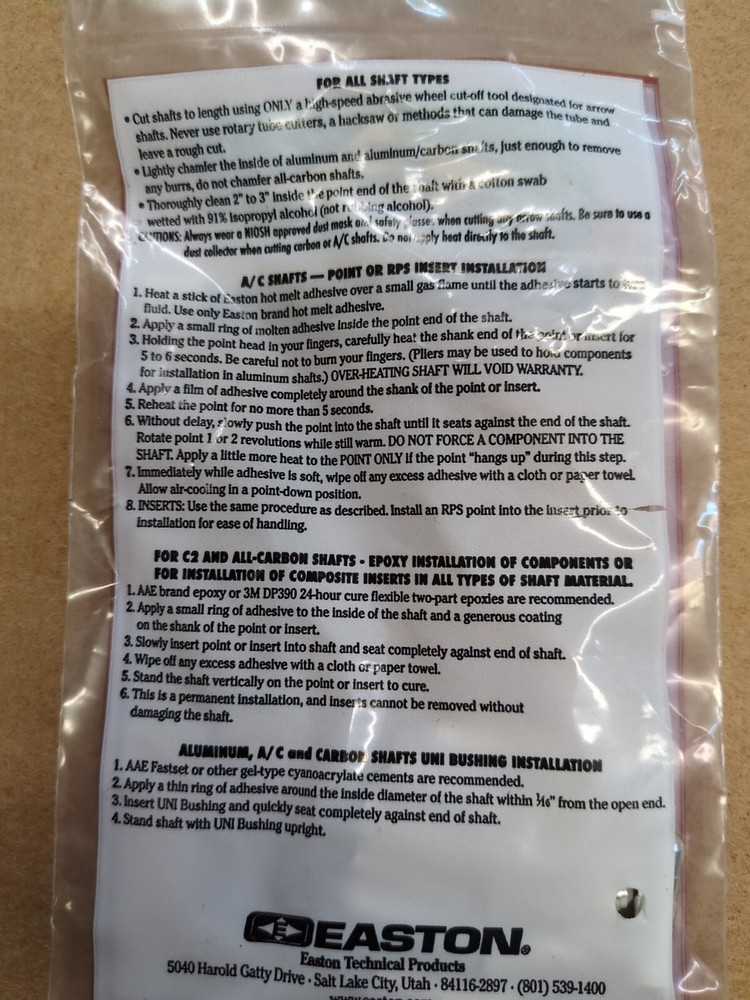 FOR ALL SHAFT TYPES
• Cut shafts to length using ONLY a high-speed abrasive wheel cut-off tool designated for arrow
shafts. Never use rotary tube cutters, a hacksaw or methods that can damage the tube and
leave a rough cut.
• Lightly chamfer the inside of aluminum and aluminum/carbon shafts, just enough to remove
any burrs, do not chamfer all-carbon shafts.
• Thoroughly clean 2" to 3" inside the point end of the shaft with a cotton swab
wetted with 91% isopropyl alcohol (not rubbing alcohol).
CAUTIONS: Always wear a NIOSH approved dust mask and safety glasses when cutting any arrow shafts. Be sure to use a
dust collector when cutting carbon or A/C shafts. Do not apply heat directly to the shaft.
A/C SHAFTS — POINT OR RPS INSERT INSTALLATION
1. Heat a stick of Easton hot melt adhesive over a small gas flame until the adhesive starts to
fluid. Use only Easton brand hot melt adhesive.
2. Apply a small ring of molten adhesive inside the point end of the shaft.
3. Holding the point head in your fingers, carefully heat the shank end of the point or insert for
5 to 6 seconds. Be careful not to burn your fingers. (Pliers may be used to hold components
for installation in aluminum shafts.) OVER-HEATING SHAFT WILL VOID WARRANTY.
4. Apply a film of adhesive completely around the shank of the point or insert.
5. Reheat the point for no more than 5 seconds.
6. Without delay, slowly push the point into the shaft until it seats against the end of the shaft.
Rotate point 1 or 2 revolutions while still warm. DO NOT FORCE A COMPONENT INTO THE
SHAFT. Apply a little more heat to the POINT ONLY if the point "hangs up" during this step.
7. Immediately while adhesive is soft, wipe off any excess adhesive with a cloth or paper towel.
Allow air-cooling in a point-down position.
8. INSERTS: Use the same procedure as described. Install an RPS point into the insert prior to
installation for ease of handling.
FOR C2 AND ALL-CARBON SHAFTS - EPOXY INSTALLATION OF COMPONENTS OR
FOR INSTALLATION OF COMPOSITE INSERTS IN ALL TYPES OF SHAFT MATERIAL.
1. AAE brand epoxy or 3M DP390 24-hour cure flexible two-part epoxies are recommended.
2. Apply a small ring of adhesive to the inside of the shaft and a generous coating
on the shank of the point or insert.
3. Slowly insert point or insert into shaft and seat completely against end of shaft.
4. Wipe off any excess adhesive with a cloth or paper towel.
5. Stand the shaft vertically on the point or insert to cure.
6. This is a permanent installation, and inserts cannot be removed without
damaging the shaft.
ALUMINUM, A/C and CARBON SHAFTS UNI BUSHING INSTALLATION
1. AAE Fastset or other gel-type cyanoacrylate cements are recommended.
2. Apply a thin ring of adhesive around the inside diameter of the shaft within 3⁄16" from the open end.
3. Insert UNI Bushing and quickly seat completely against end of shaft.
4. Stand shaft with UNI Bushing upright.
E EASTON®
Easton Technical Products
5040 Harold Gatty Drive · Salt Lake City, Utah · 84116-2897 · (801) 539-1400